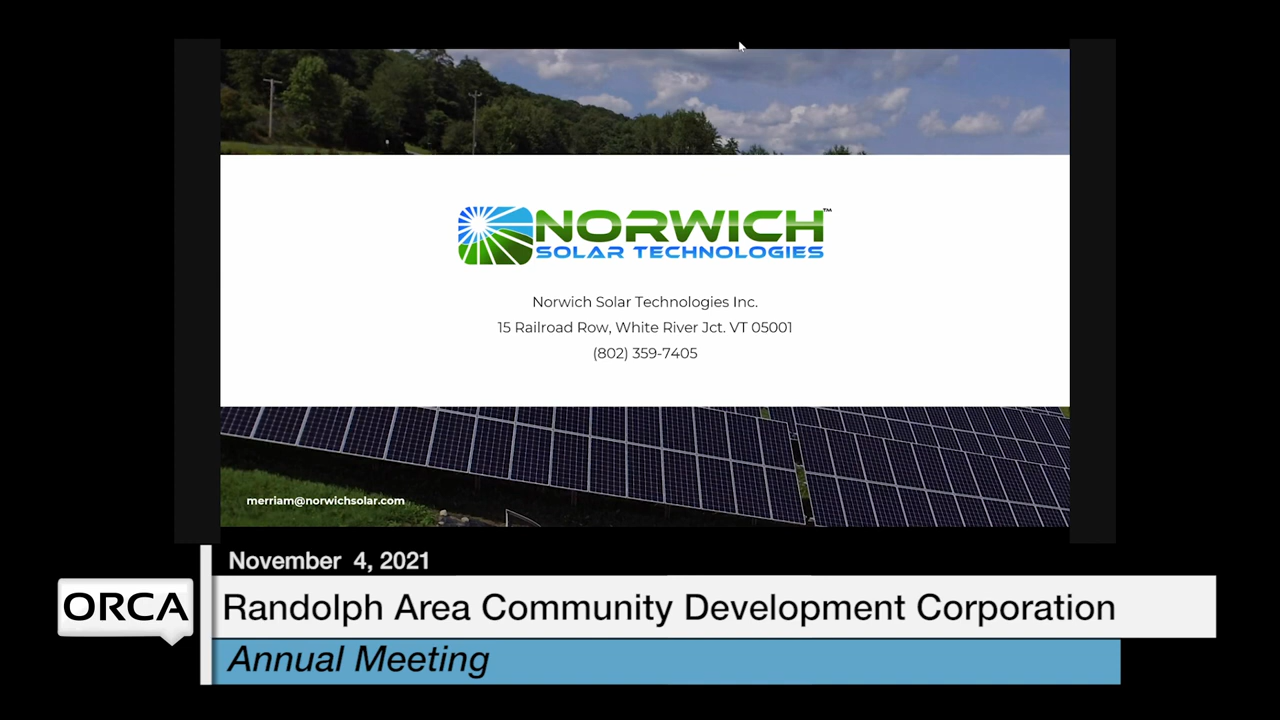 NORWICH™
SOLAR TECHNOLOGIES
Norwich Solar Technologies Inc.
15 Railroad Row, White River Jct. VT 05001
(802) 359-7405
merriam@norwichsolar.com
November 4, 2021
ORCA
Randolph Area Community Development Corporation
Annual Meeting